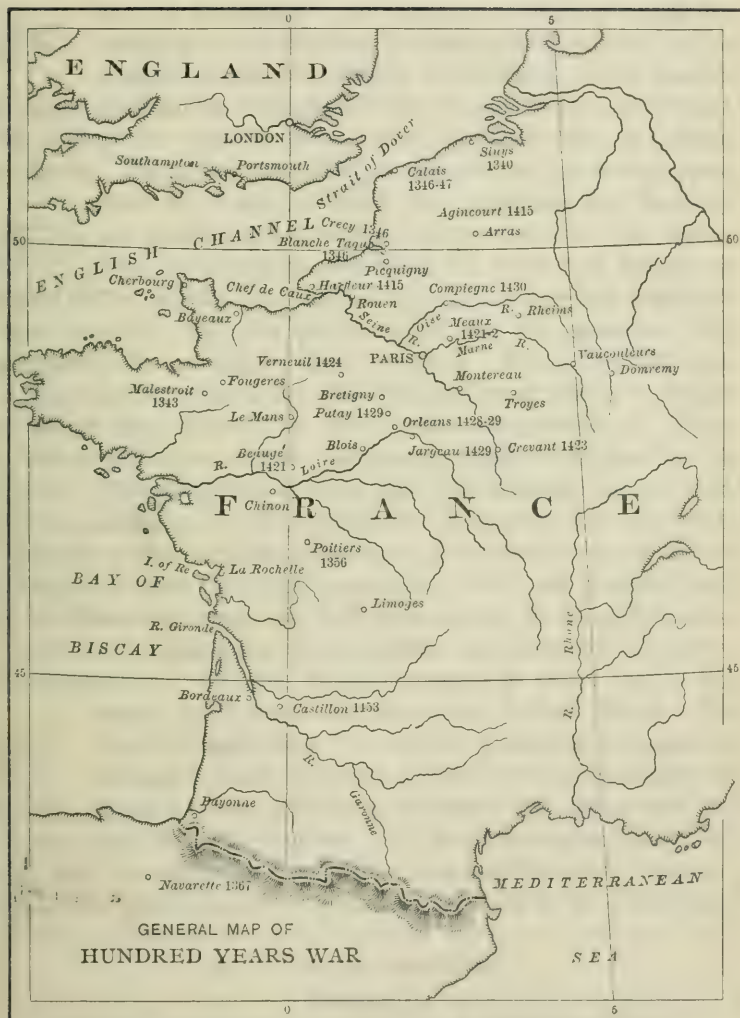 0 5
ENGLAND
LONDON
Southampton
Portsmouth
Strait of Dover
Sluys
1340
Calais
1346-47
Agincourt 1415
Arras
50
50
ENGLISH CHANNEL
Crecy 1346
Blanche Taque
1346
Picquigny
Cherbourg
Chef de Caux
Harfleur 1415
Compiegne 1430
Rouen
Bayeaux
Seine R.
Oise R.
R. Rheims
Meaux
1421-2
PARIS
Marne R.
Vaucouleurs
Domremy
Verneuil 1424
Malestroit
1343
Fougeres
Bretigny
Montereau
Troyes
Le Mans
Patay 1429
Orleans 1428-29
Beaugé
1421
Blois
Jargeau 1429
Crevant 1423
R. Loire
FRANCE
Chinon
Poitiers
1356
I. of Re
La Rochelle
BAY OF
BISCAY
Limoges
R. Gironde
Rhone R.
45
45
Bordeaux
Castillon 1453
R. Garonne
Bayonne
Navarette 1367
MEDITERRANEAN
SEA
GENERAL MAP OF
HUNDRED YEARS WAR
0 5